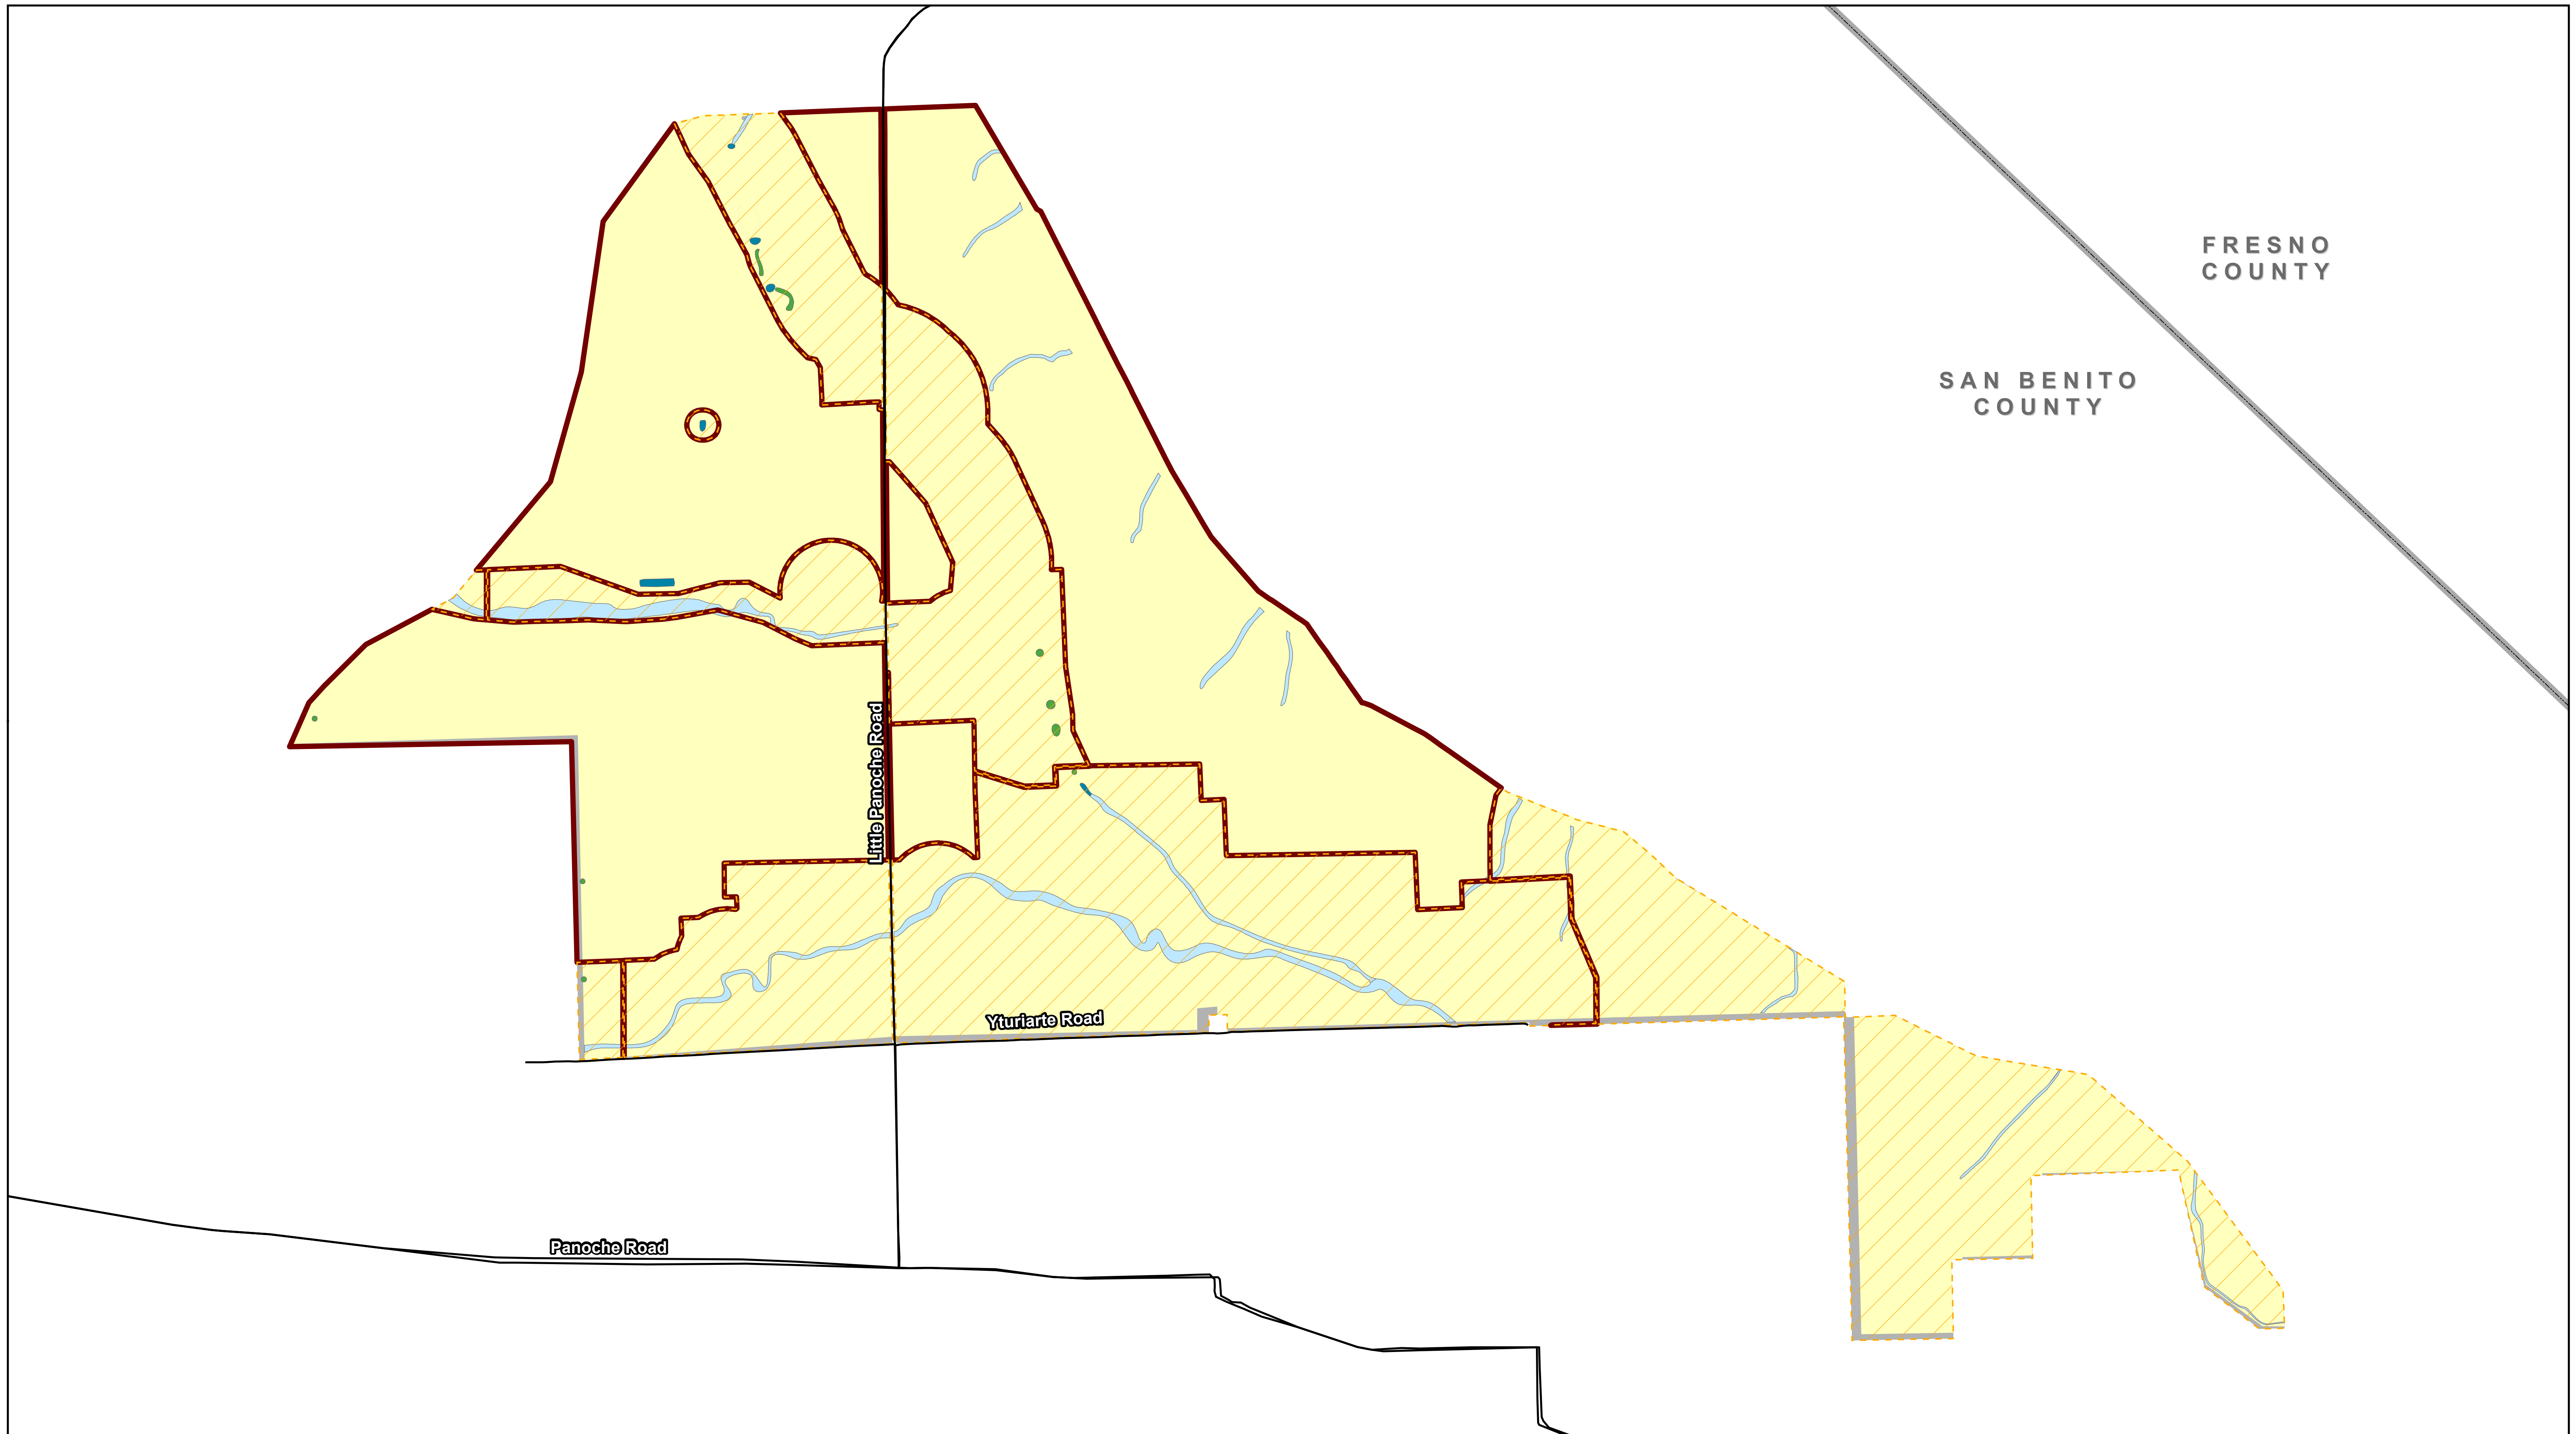 FRESNO
COUNTY
SAN BENITO
COUNTY
Little Panoche Road
Yturiarte Road
Panoche Road